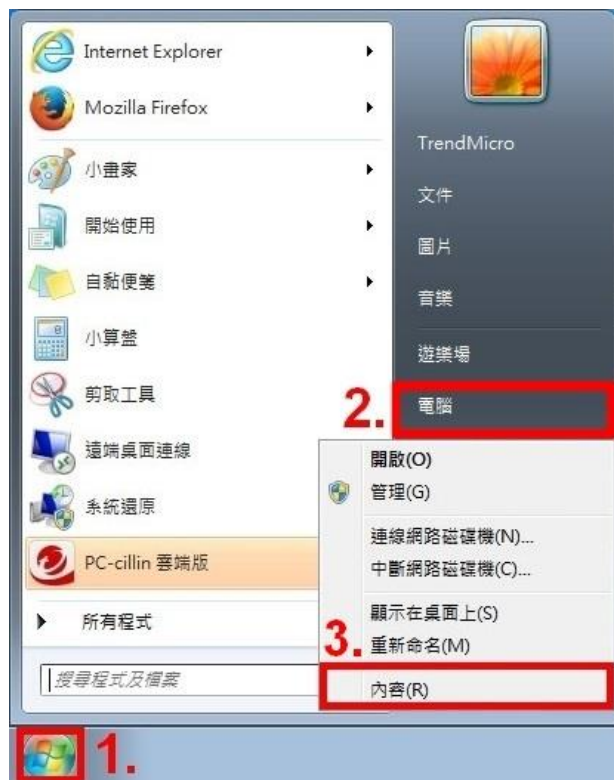 Internet Explorer
Mozilla Firefox
小畫家
開始使用
自黏便箋
小算盤
剪取工具
遠端桌面連線
系統還原
PC-cillin 雲端版
所有程式
搜尋程式及檔案
1.
TrendMicro
文件
圖片
音樂
遊樂場
2.
電腦
開啟(O)
管理(G)
連線網路磁碟機(N)...
中斷網路磁碟機(C)...
顯示在桌面上(S)
重新命名(M)
3.
內容(R)